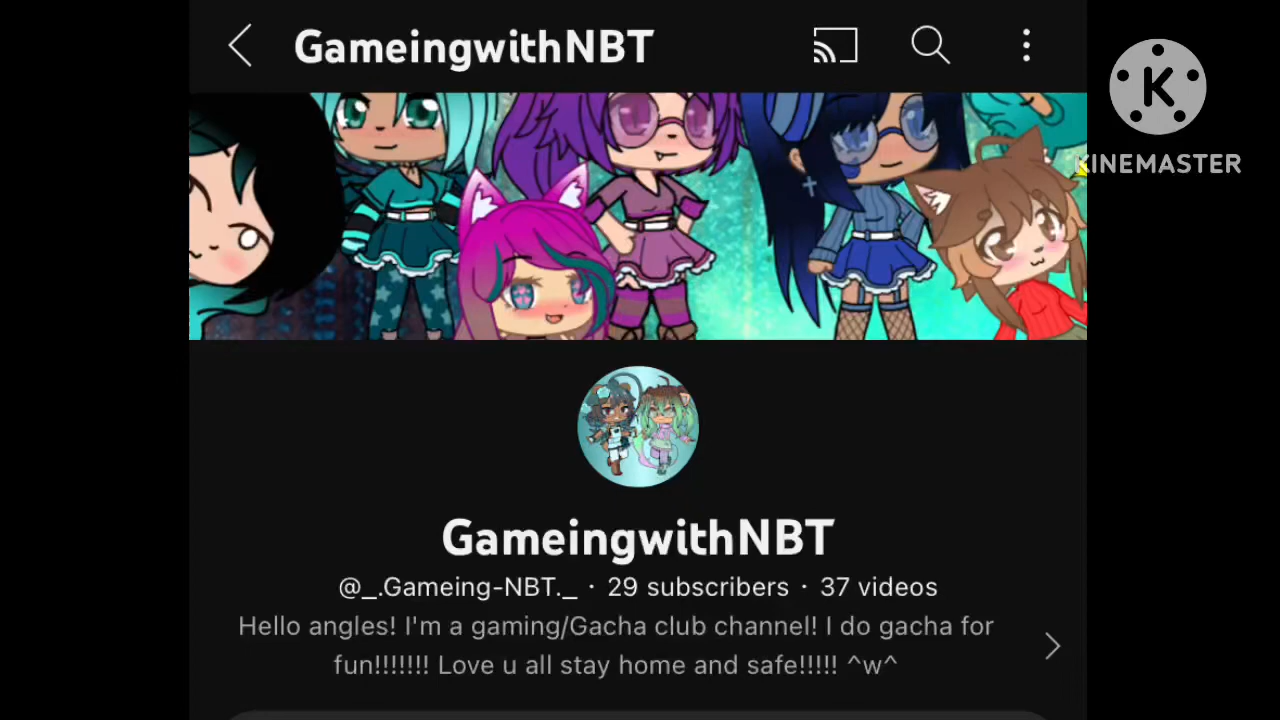 GameingwithNBT
K
KINEMASTER
GameingwithNBT
@_.Gameing-NBT._ · 29 subscribers · 37 videos
Hello angles! I'm a gaming/Gacha club channel! I do gacha for
fun!!!!!!! Love u all stay home and safe!!!!! ^w^